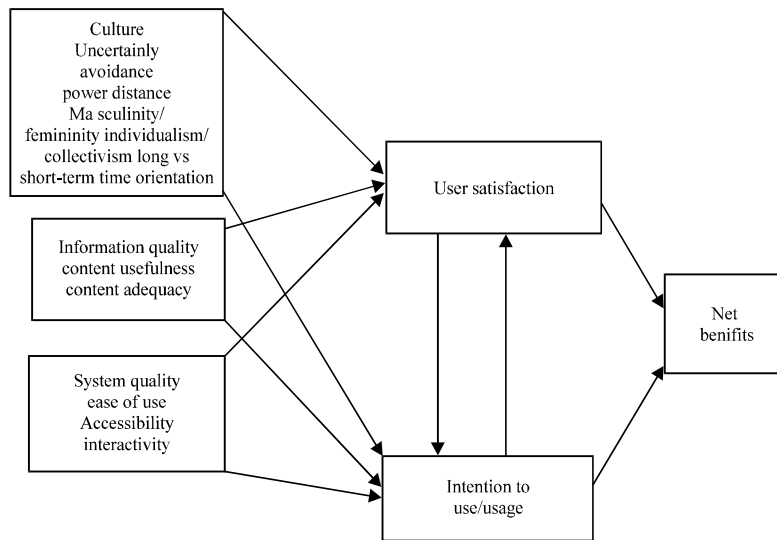 Culture
Uncertainly
avoidance
power distance
Ma sculinity/
femininity individualism/
collectivism long vs
short-term time orientation
Information quality
content usefulness
content adequacy
System quality
ease of use
Accessibility
interactivity
User satisfaction
Intention to
use/usage
Net
benifits